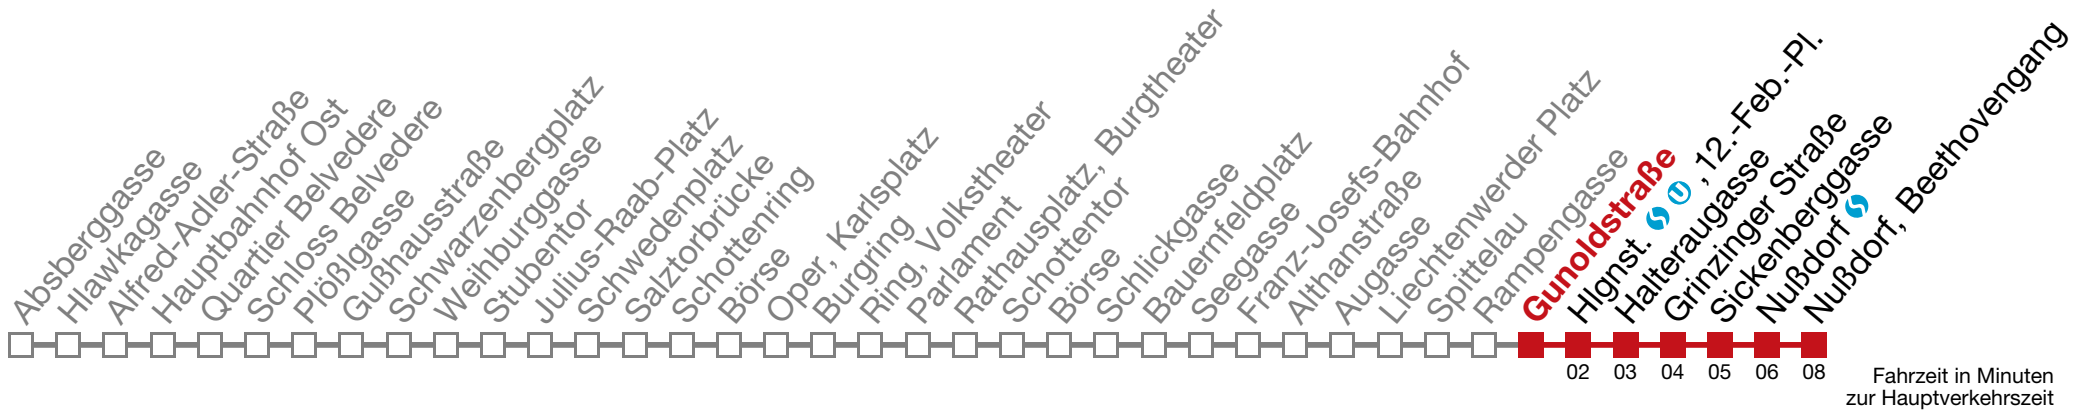 Absberggasse
Hlawkagasse
Alfred-Adler-Straße
Hauptbahnhof Ost
Quartier Belvedere
Schloss Belvedere
Plößlgasse
Gußhausstraße
Schwarzenbergplatz
Weihburggasse
Stubentor
Julius-Raab-Platz
Schwedenplatz
Salztorbrücke
Schottenring
Börse
Oper, Karlsplatz
Burgring
Ring, Volkstheater
Parlament
Rathausplatz, Burgtheater
Schottentor
Börse
Schlickgasse
Bauernfeldplatz
Seegasse
Franz-Josefs-Bahnhof
Althanstraße
Augasse
Liechtenwerder Platz
Spittelau
Rampengasse
Gunoldstraße
Hlgnst. S U , 12.-Feb.-Pl.
Halteraugasse
Grinzinger Straße
Sickenberggasse
Nußdorf S
Nußdorf, Beethovengang
02 03 04 05 06 08
Fahrzeit in Minuten
zur Hauptverkehrszeit